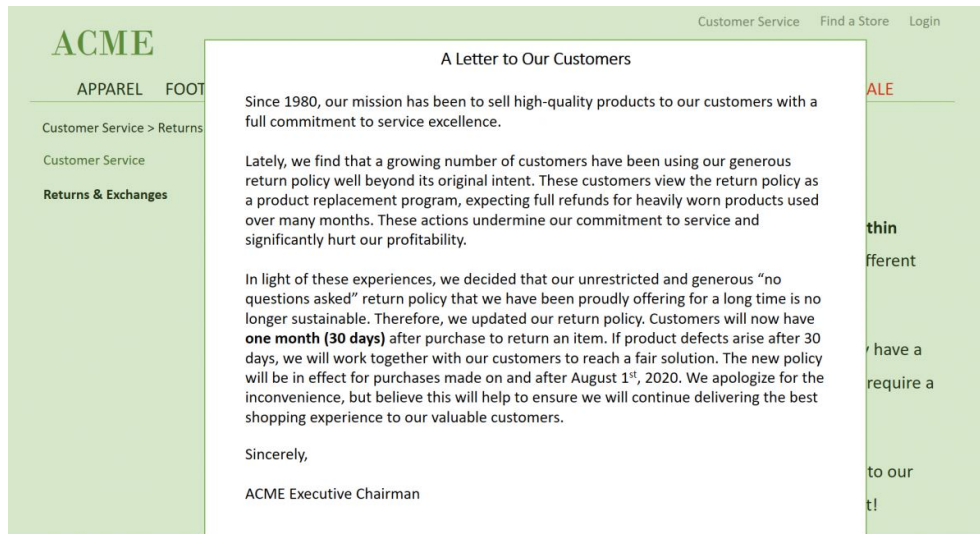 Customer Service Find a Store Login
ACME
APPAREL FOOT
ALE
Customer Service > Returns
Customer Service
Returns & Exchanges
A Letter to Our Customers
Since 1980, our mission has been to sell high-quality products to our customers with a
full commitment to service excellence.
Lately, we find that a growing number of customers have been using our generous
return policy well beyond its original intent. These customers view the return policy as
a product replacement program, expecting full refunds for heavily worn products used
over many months. These actions undermine our commitment to service and
significantly hurt our profitability.
In light of these experiences, we decided that our unrestricted and generous “no
questions asked” return policy that we have been proudly offering for a long time is no
longer sustainable. Therefore, we updated our return policy. Customers will now have
one month (30 days) after purchase to return an item. If product defects arise after 30
days, we will work together with our customers to reach a fair solution. The new policy
will be in effect for purchases made on and after August 1st, 2020. We apologize for the
inconvenience, but believe this will help to ensure we will continue delivering the best
shopping experience to our valuable customers.
Sincerely,
ACME Executive Chairman
thin
fferent
have a
require a
to our
t!